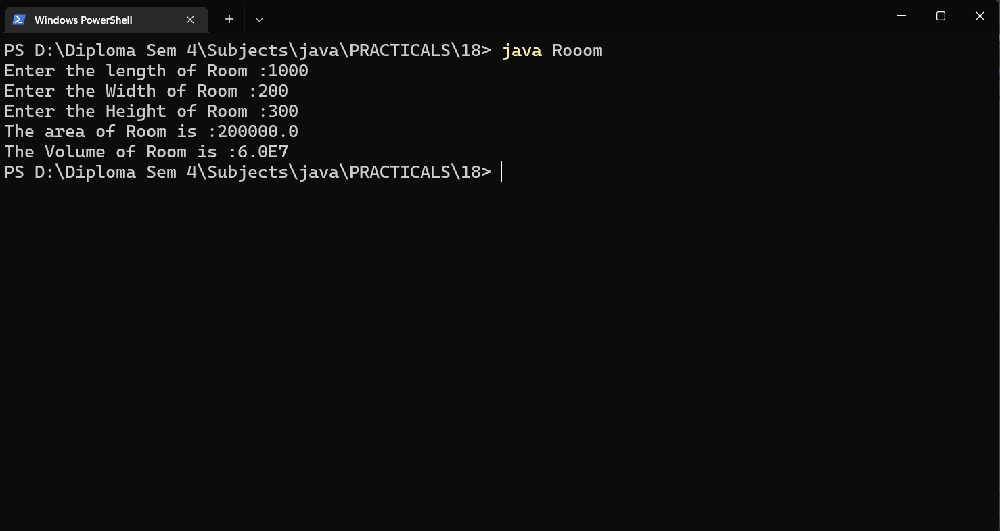 Windows PowerShell
PS D:\Diploma Sem 4\Subjects\java\PRACTICALS\18> java Rooom
Enter the length of Room :1000
Enter the Width of Room :200
Enter the Height of Room :300
The area of Room is :200000.0
The Volume of Room is :6.0E7
PS D:\Diploma Sem 4\Subjects\java\PRACTICALS\18>